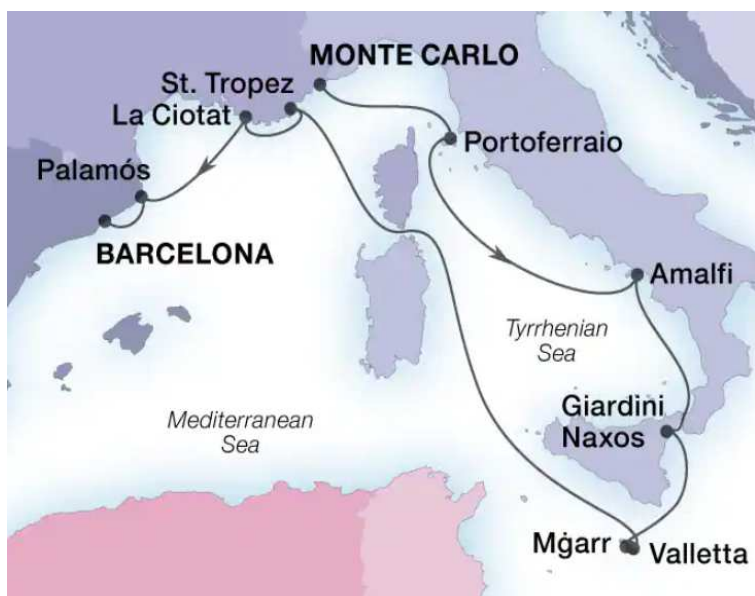 MONTE CARLO
St. Tropez
La Ciotat
Portoferraio
Palamós
BARCELONA
Amalfi
Tyrrhenian
Sea
Giardini
Naxos
Mediterranean
Sea
Mġarr
Valletta